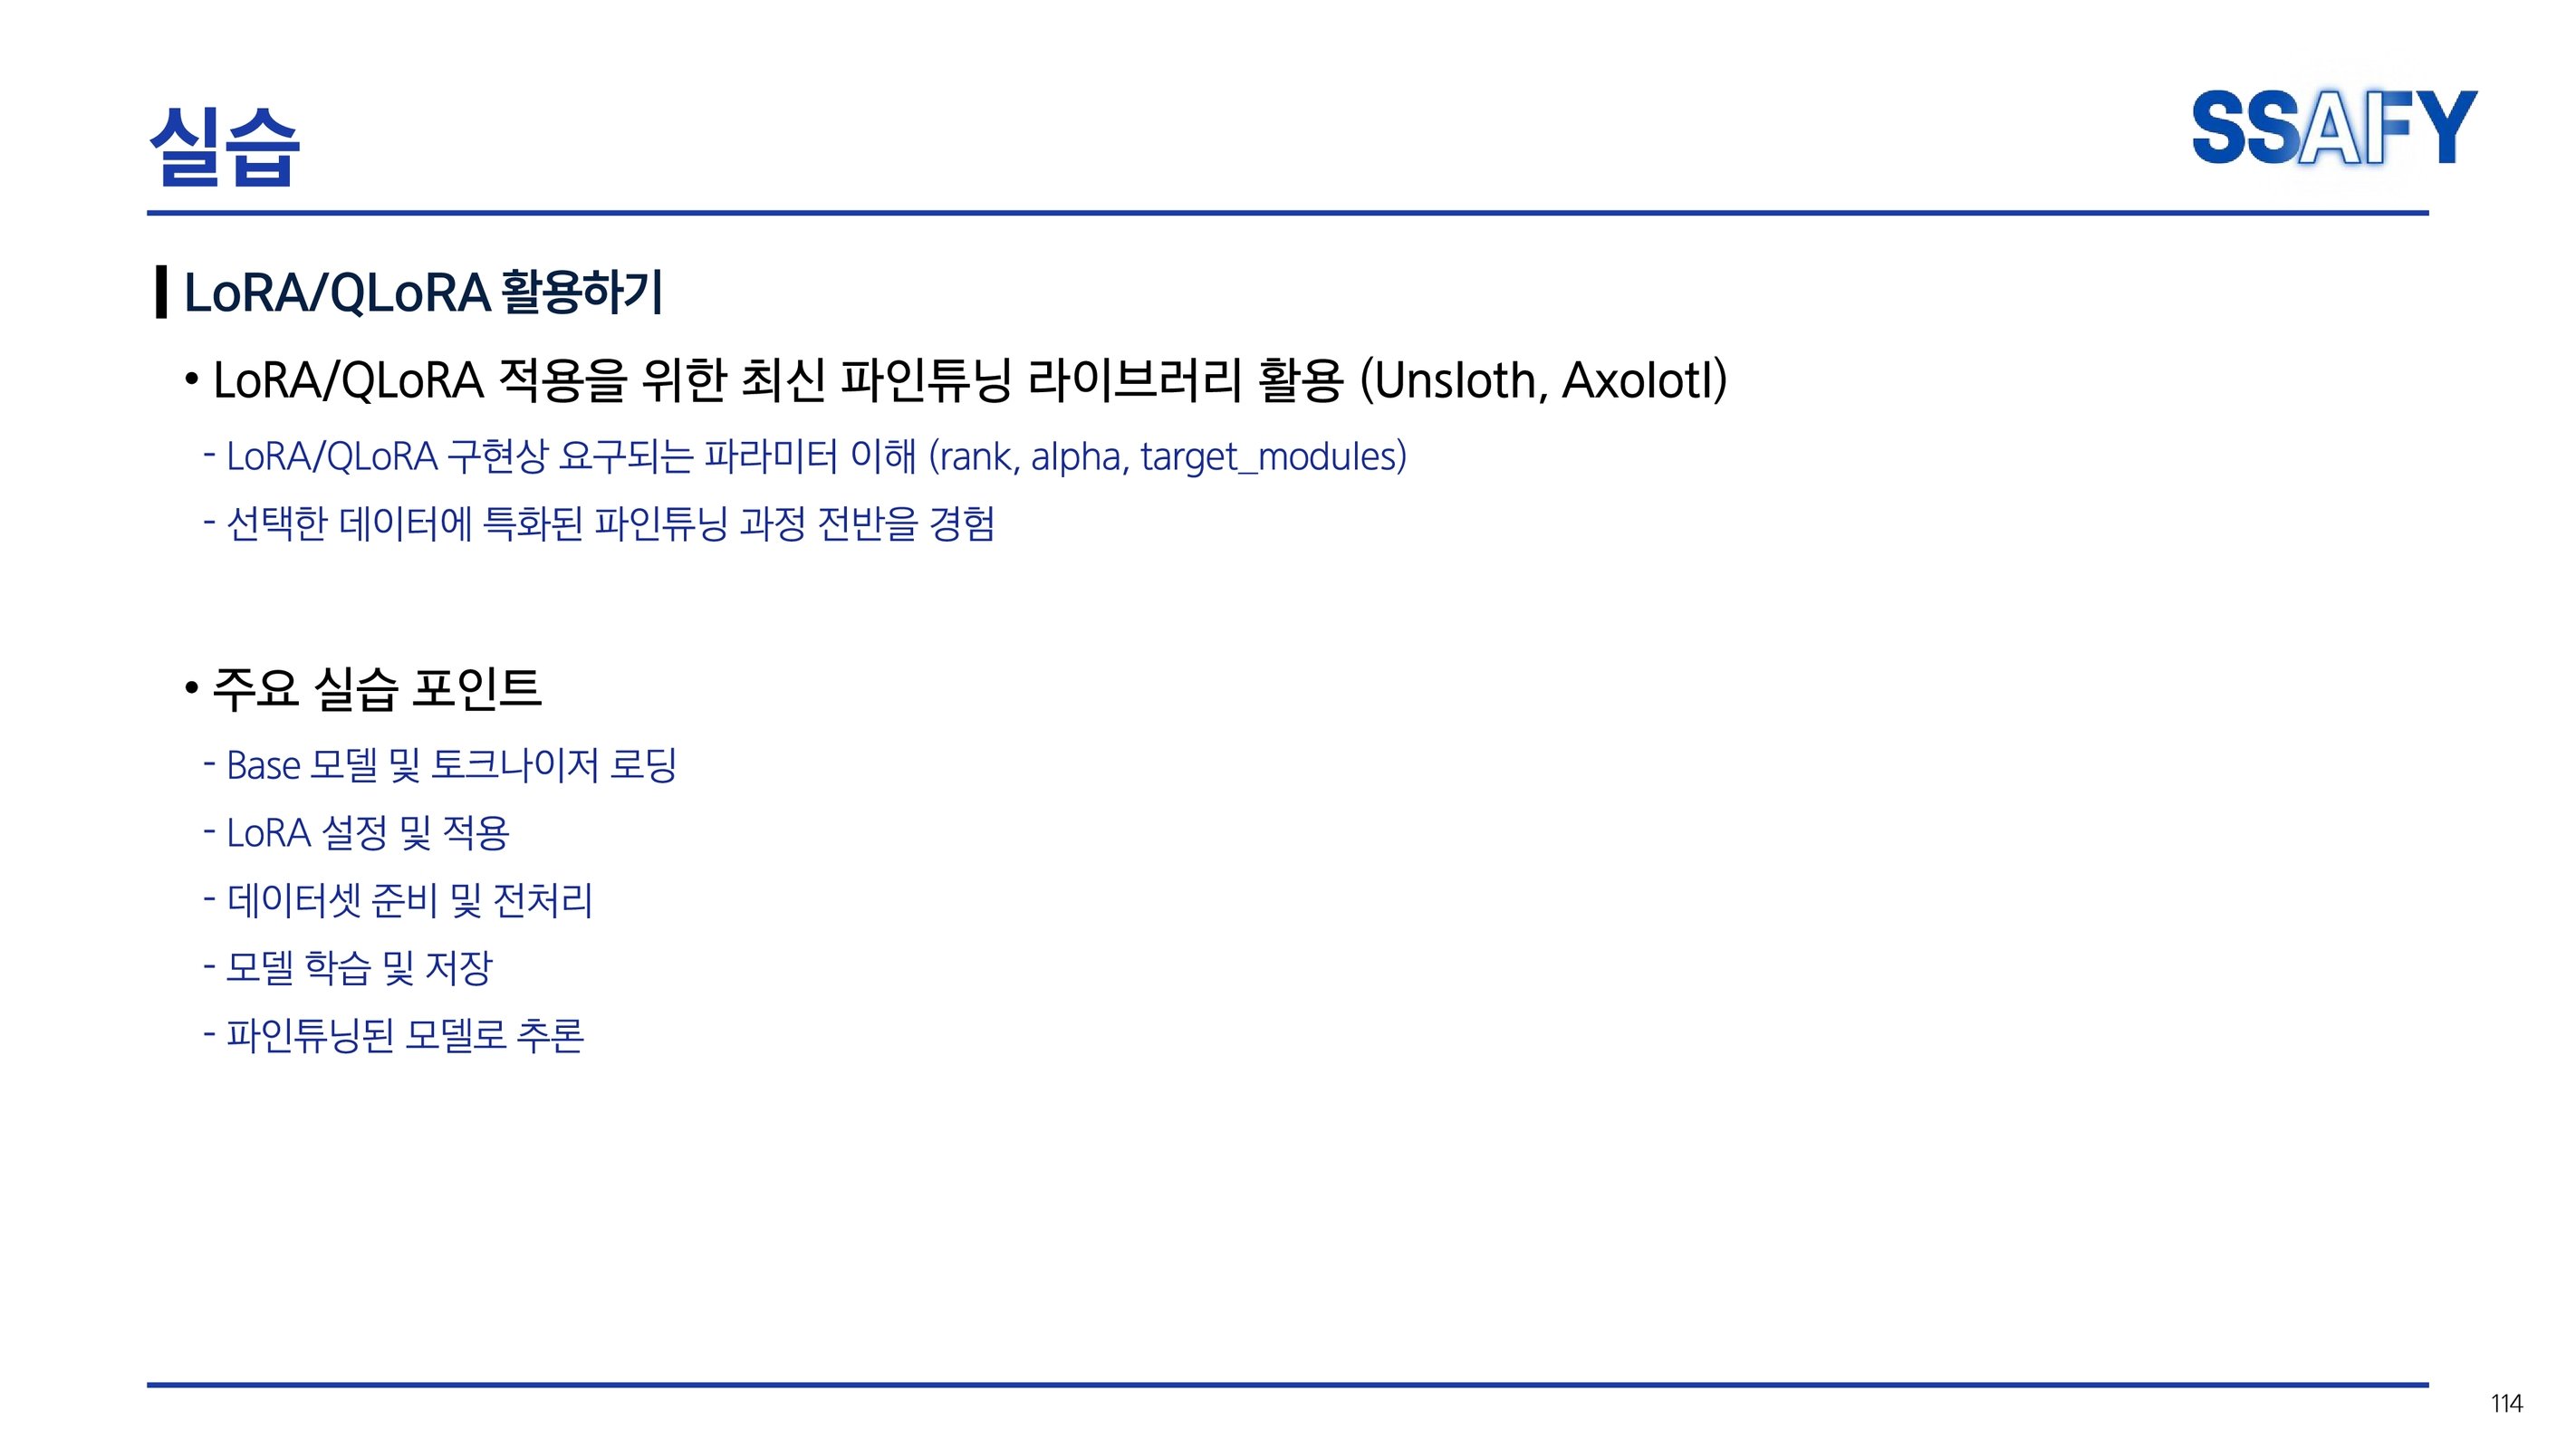 실습
SSAFY
LoRA/QLoRA 활용하기
• LoRA/QLoRA 적용을 위한 최신 파인튜닝 라이브러리 활용 (Unsloth, Axolotl)
- LoRA/QLoRA 구현상 요구되는 파라미터 이해 (rank, alpha, target_modules)
- 선택한 데이터에 특화된 파인튜닝 과정 전반을 경험
• 주요 실습 포인트
- Base 모델 및 토크나이저 로딩
- LoRA 설정 및 적용
- 데이터셋 준비 및 전처리
- 모델 학습 및 저장
- 파인튜닝된 모델로 추론
114